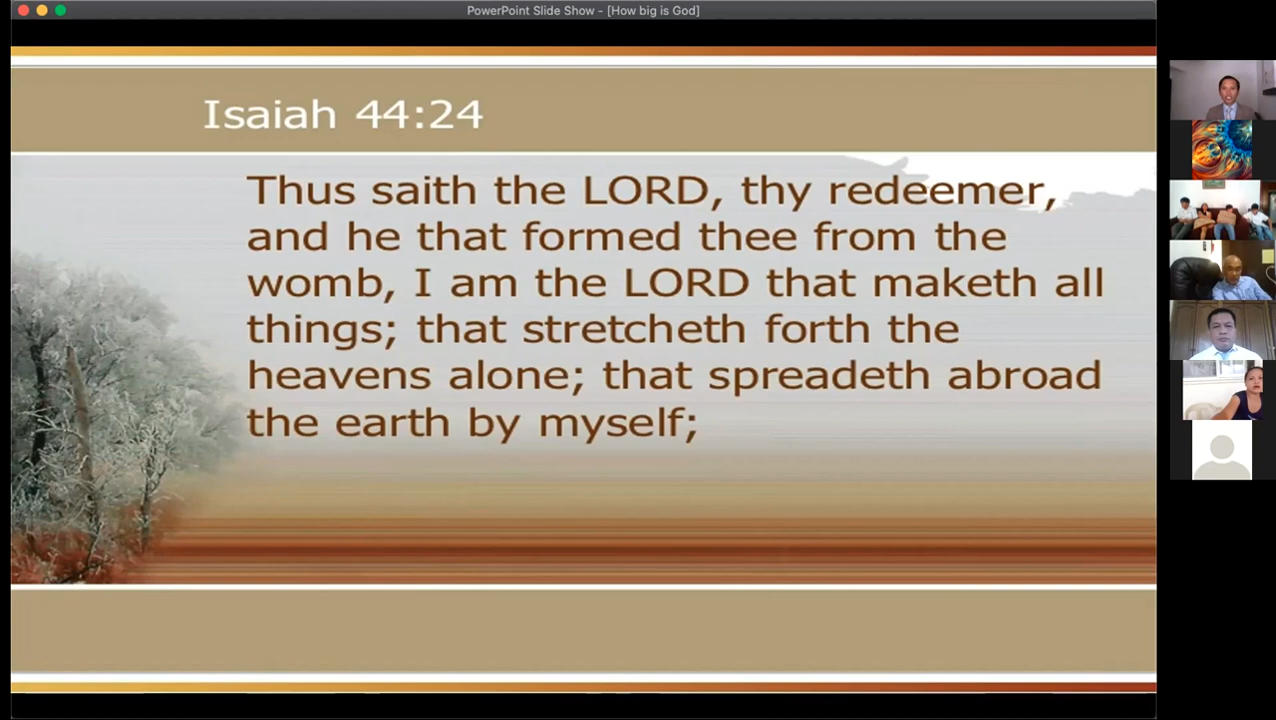 PowerPoint Slide Show - [How big is God]
Isaiah 44:24
Thus saith the LORD, thy redeemer,
and he that formed thee from the
womb, I am the LORD that maketh all
things; that stretcheth forth the
heavens alone; that spreadeth abroad
the earth by myself;